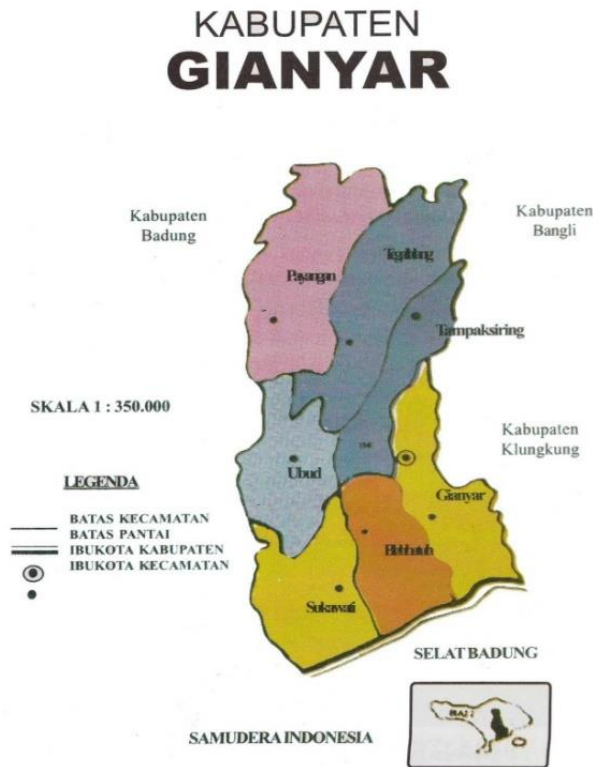 KABUPATEN
GIANYAR
Kabupaten
Badung
Kabupaten
Bangli
Tegallalang
Payangan
Tampaksiring
SKALA 1 : 350.000
Kabupaten
Klungkung
Ubud
LEGENDA
Gianyar
BATAS KECAMATAN
BATAS PANTAI
IBUKOTA KABUPATEN
IBUKOTA KECAMATAN
Blahbatuh
Sukawati
SELAT BADUNG
BALI
SAMUDERA INDONESIA